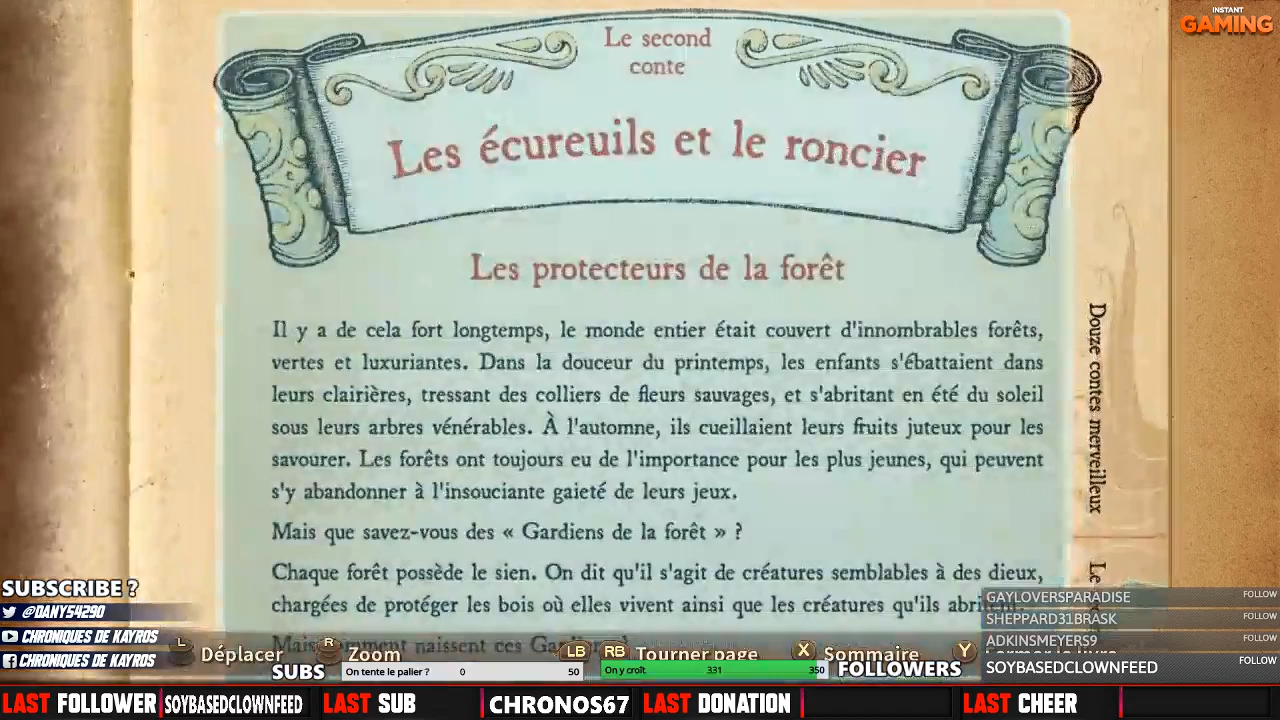 INSTANT
GAMING
Le second
conte
Les écureuils et le roncier
Les protecteurs de la forêt
Il y a de cela fort longtemps, le monde entier était couvert d'innombrables forêts,
vertes et luxuriantes. Dans la douceur du printemps, les enfants s'ébattaient dans
leurs clairières, tressant des colliers de fleurs sauvages, et s'abritant en été du soleil
sous leurs arbres vénérables. À l'automne, ils cueillaient leurs fruits juteux pour les
savourer. Les forêts ont toujours eu de l'importance pour les plus jeunes, qui peuvent
s'y abandonner à l'insouciante gaieté de leurs jeux.
Mais que savez-vous des « Gardiens de la forêt » ?
Chaque forêt possède le sien. On dit qu'il s'agit de créatures semblables à des dieux,
chargées de protéger les bois où elles vivent ainsi que les créatures qu'ils
naissent ces
Douze contes merveilleux
Le
SUBSCRIBE ?
@DANY54290
CHRONIQUES DE KAYROS
CHRONIQUES DE KAYROS
GAYLOVERSPARADISE FOLLOW
SHEPPARD31BRASK FOLLOW
ADKINSMEYERS9 FOLLOW
SOYBASEDCLOWNFEED FOLLOW
L Déplacer R Zoom LB RB Tourner page X Sommaire Y
SUBS On tente le palier ? 0 50 On y croît 331 350 FOLLOWERS
LAST FOLLOWER SOYBASEDCLOWNFEED LAST SUB CHRONOS67 LAST DONATION LAST CHEER